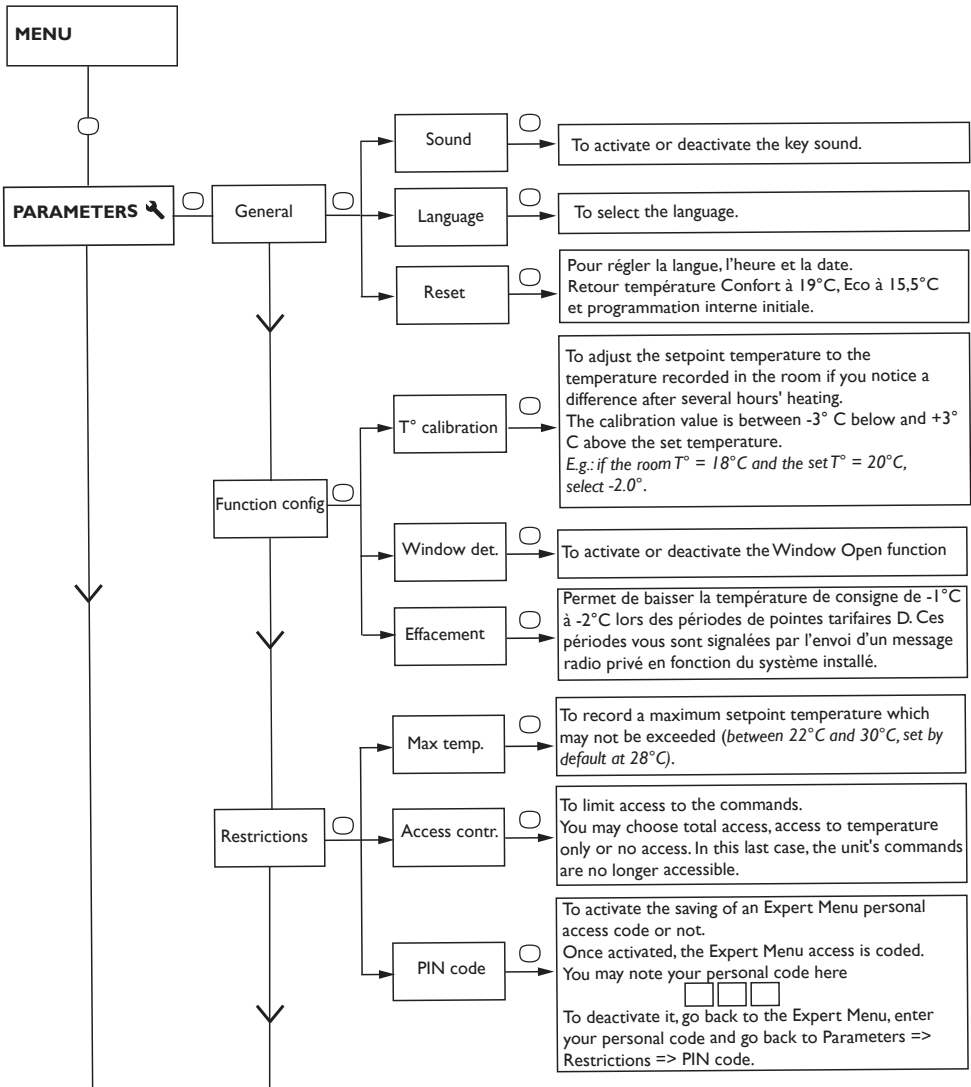 MENU
PARAMETERS
General
Sound
To activate or deactivate the key sound.
Language
To select the language.
Reset
Pour régler la langue, l'heure et la date.
Retour température Confort à 19°C, Eco à 15,5°C
et programmation interne initiale.
Function config
T° calibration
To adjust the setpoint temperature to the
temperature recorded in the room if you notice a
difference after several hours' heating.
The calibration value is between -3° C below and +3°
C above the set temperature.
E.g.: if the room T° = 18°C and the set T° = 20°C,
select -2.0°.
Window det.
To activate or deactivate the Window Open function
Effacement
Permet de baisser la température de consigne de -1°C
à -2°C lors des périodes de pointes tarifaires D. Ces
périodes vous sont signalées par l'envoi d'un message
radio privé en fonction du système installé.
Restrictions
Max temp.
To record a maximum setpoint temperature which
may not be exceeded (between 22°C and 30°C, set by
default at 28°C).
Access contr.
To limit access to the commands.
You may choose total access, access to temperature
only or no access. In this last case, the unit's commands
are no longer accessible.
PIN code
To activate the saving of an Expert Menu personal
access code or not.
Once activated, the Expert Menu access is coded.
You may note your personal code here
To deactivate it, go back to the Expert Menu, enter
your personal code and go back to Parameters =>
Restrictions => PIN code.